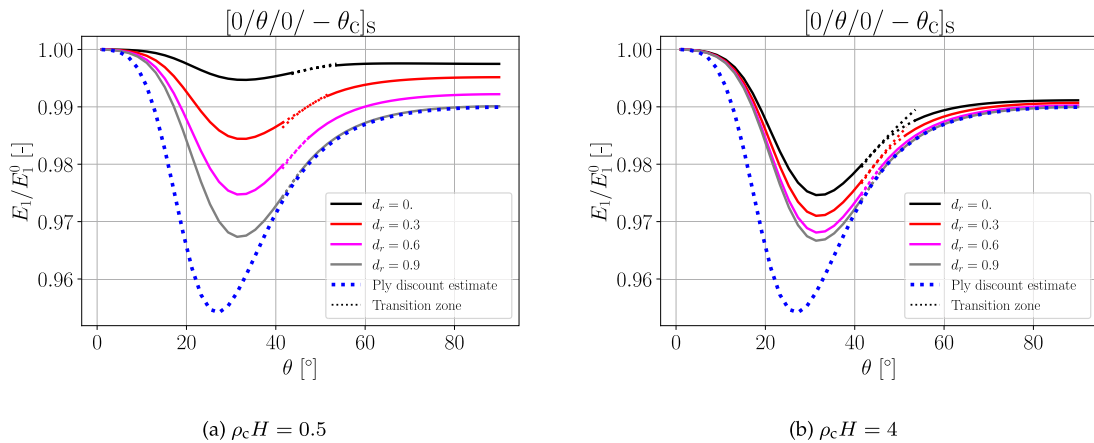 [0/θ/0/ − θc]S
1.00
0.99
0.98
0.97
0.96
E1/E1^0 [-]
dr = 0.
dr = 0.3
dr = 0.6
dr = 0.9
Ply discount estimate
Transition zone
0 20 40 60 80
θ [°]
(a) ρcH = 0.5
[0/θ/0/ − θc]S
1.00
0.99
0.98
0.97
0.96
E1/E1^0 [-]
dr = 0.
dr = 0.3
dr = 0.6
dr = 0.9
Ply discount estimate
Transition zone
0 20 40 60 80
θ [°]
(b) ρcH = 4